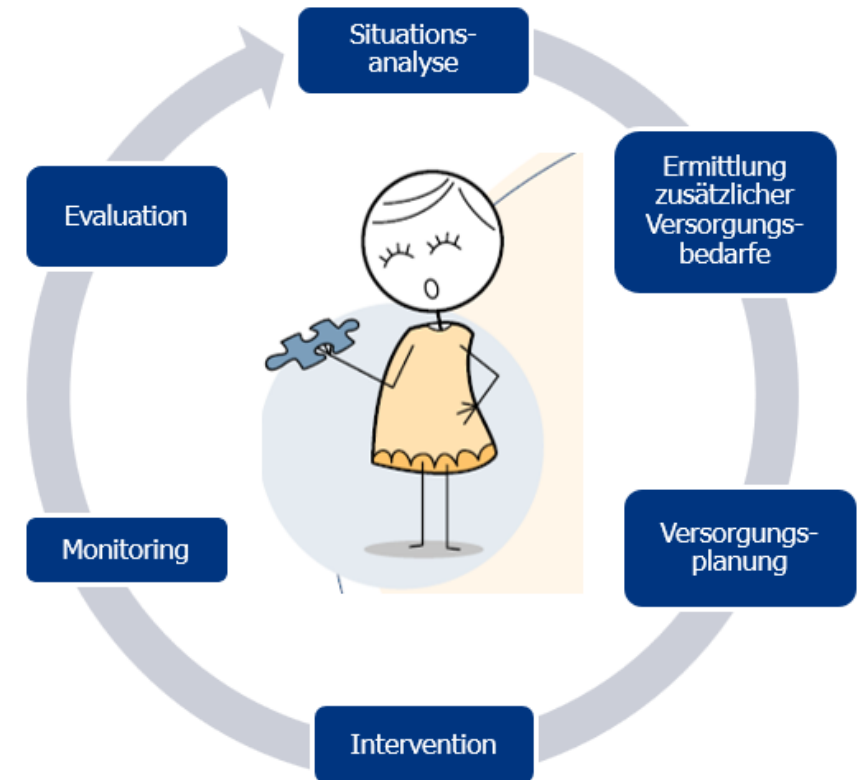 Situations-
analyse
Ermittlung
zusätzlicher
Versorgungs-
bedarfe
Versorgungs-
planung
Intervention
Monitoring
Evaluation